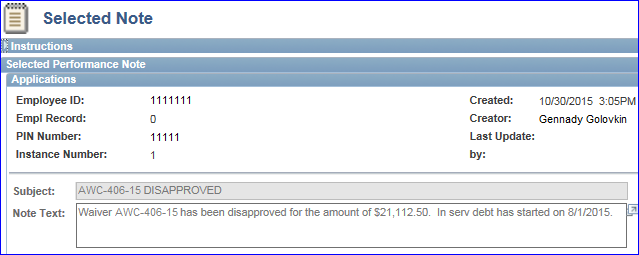 Selected Note
Instructions
Selected Performance Note
Applications
Employee ID: 1111111 Created: 10/30/2015 3:05PM
Empl Record: 0 Creator: Gennady Golovkin
PIN Number: 11111 Last Update:
Instance Number: 1 by:
Subject: AWC-406-15 DISAPPROVED
Note Text: Waiver AWC-406-15 has been disapproved for the amount of $21,112.50. In serv debt has started on 8/1/2015.